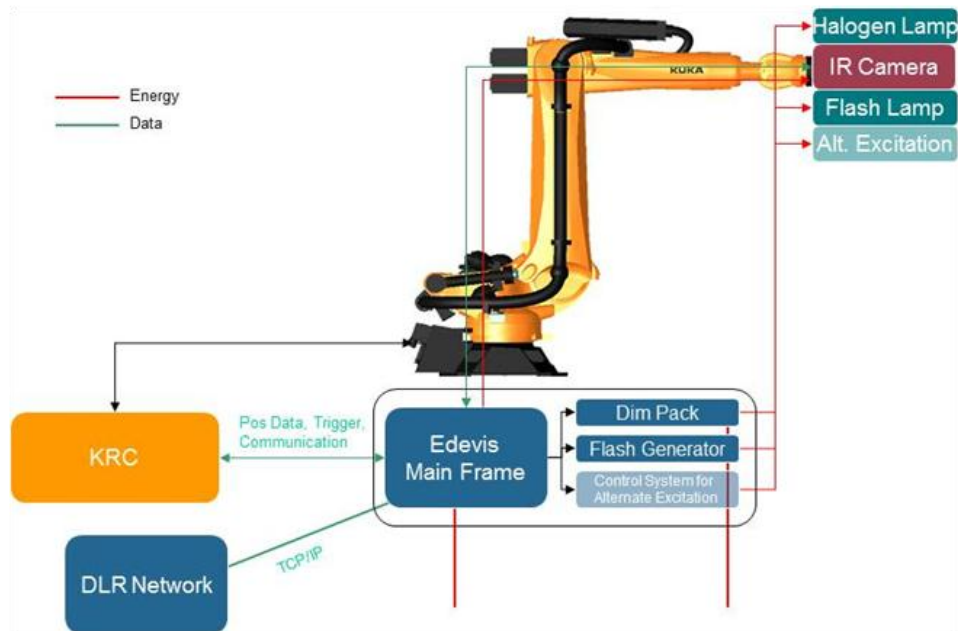 Halogen Lamp
IR Camera
Flash Lamp
Alt. Excitation
KUKA
Energy
Data
Pos Data, Trigger,
Communication
KRC
Edevis
Main Frame
Dim Pack
Flash Generator
Control System for
Alternate Excitation
TCP/IP
DLR Network